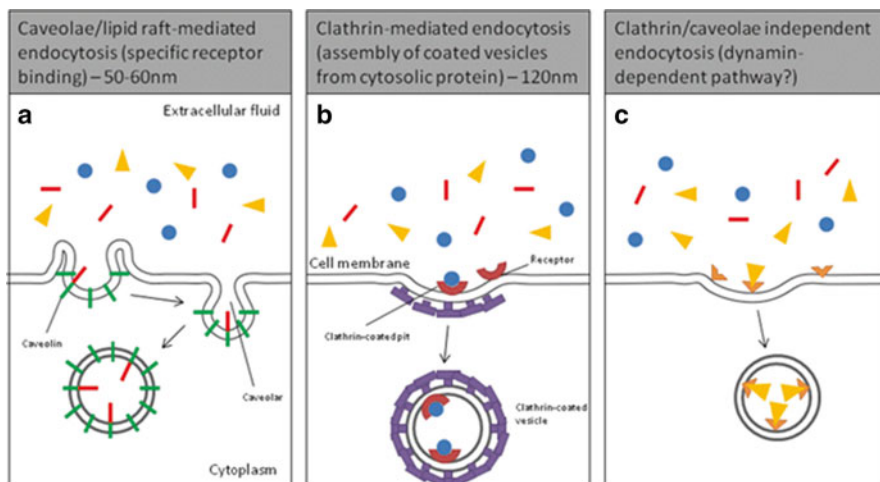 Caveolae/lipid raft-mediated
endocytosis (specific receptor
binding) – 50-60nm
a
Extracellular fluid
Caveolin
Caveolar
Cytoplasm
Clathrin-mediated endocytosis
(assembly of coated vesicles
from cytosolic protein) – 120nm
b
Cell membrane
Receptor
Clathrin-coated pit
Clathrin-coated
vesicle
Clathrin/caveolae independent
endocytosis (dynamin-
dependent pathway?)
c